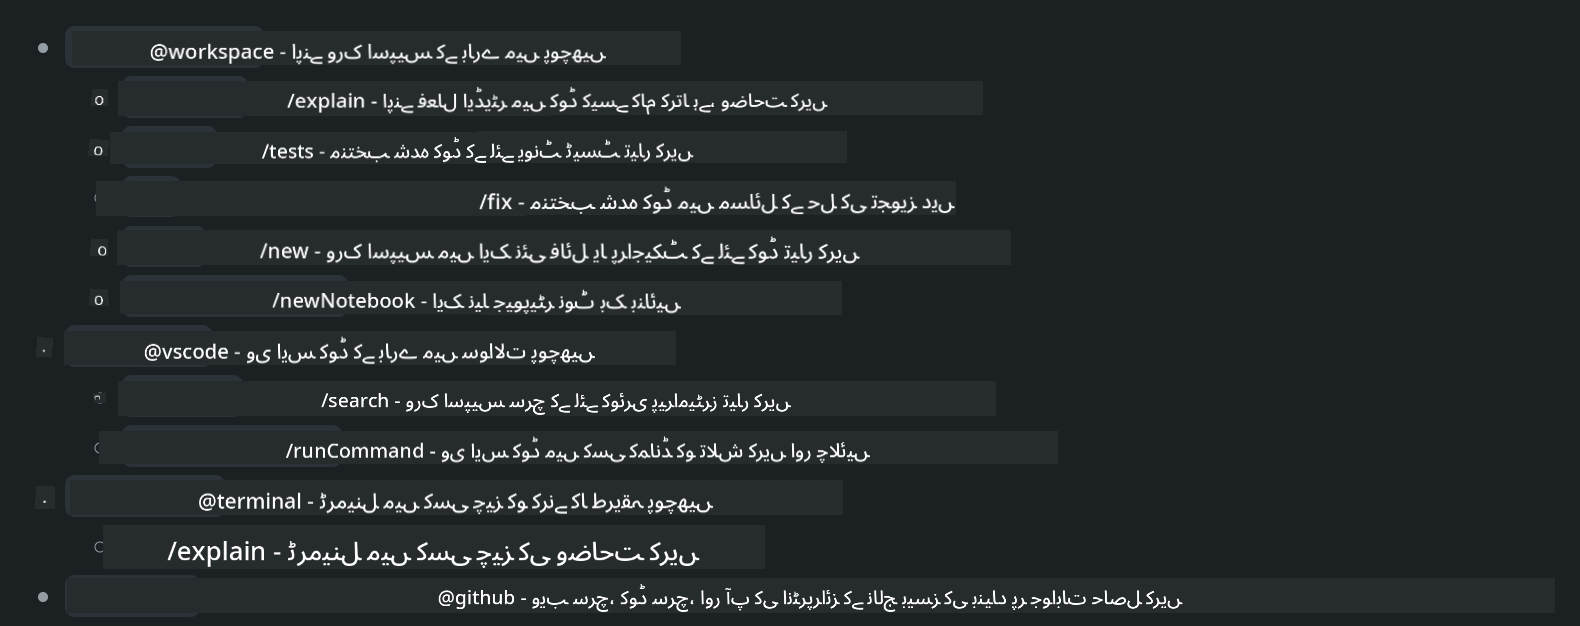 @workspace - اپنے ورک اسپیس کے بارے میں پوچھیں
/explain - اپنے فعال ایڈیٹر میں کوڈ کیسے کام کرتا ہے، وضاحت کریں
/tests - منتخب شدہ کوڈ کے لئے یونٹ ٹیسٹ تیار کریں
/fix - منتخب شدہ کوڈ میں مسائل کے حل کی تجویز دیں
/new - ورک اسپیس میں ایک نئی فائل یا پراجیکٹ کے لئے کوڈ تیار کریں
/newNotebook - ایک نیا جیوپیٹر نوٹ بک بنائیں
@vscode - وی ایس کوڈ کے بارے میں سوالات پوچھیں
/search - ورک اسپیس سرچ کے لئے کوئری پیرامیٹرز تیار کریں
/runCommand - وی ایس کوڈ میں کسی کمانڈ کو تلاش کریں اور چلائیں
@terminal - ٹرمینل میں کسی چیز کو کرنے کا طریقہ پوچھیں
/explain - ٹرمینل میں کسی چیز کی وضاحت کریں
@github - ویب سرچ، کوڈ سرچ، اور آپ کی انٹرپرائز کے نالج بیسز کی بنیاد پر جوابات حاصل کریں